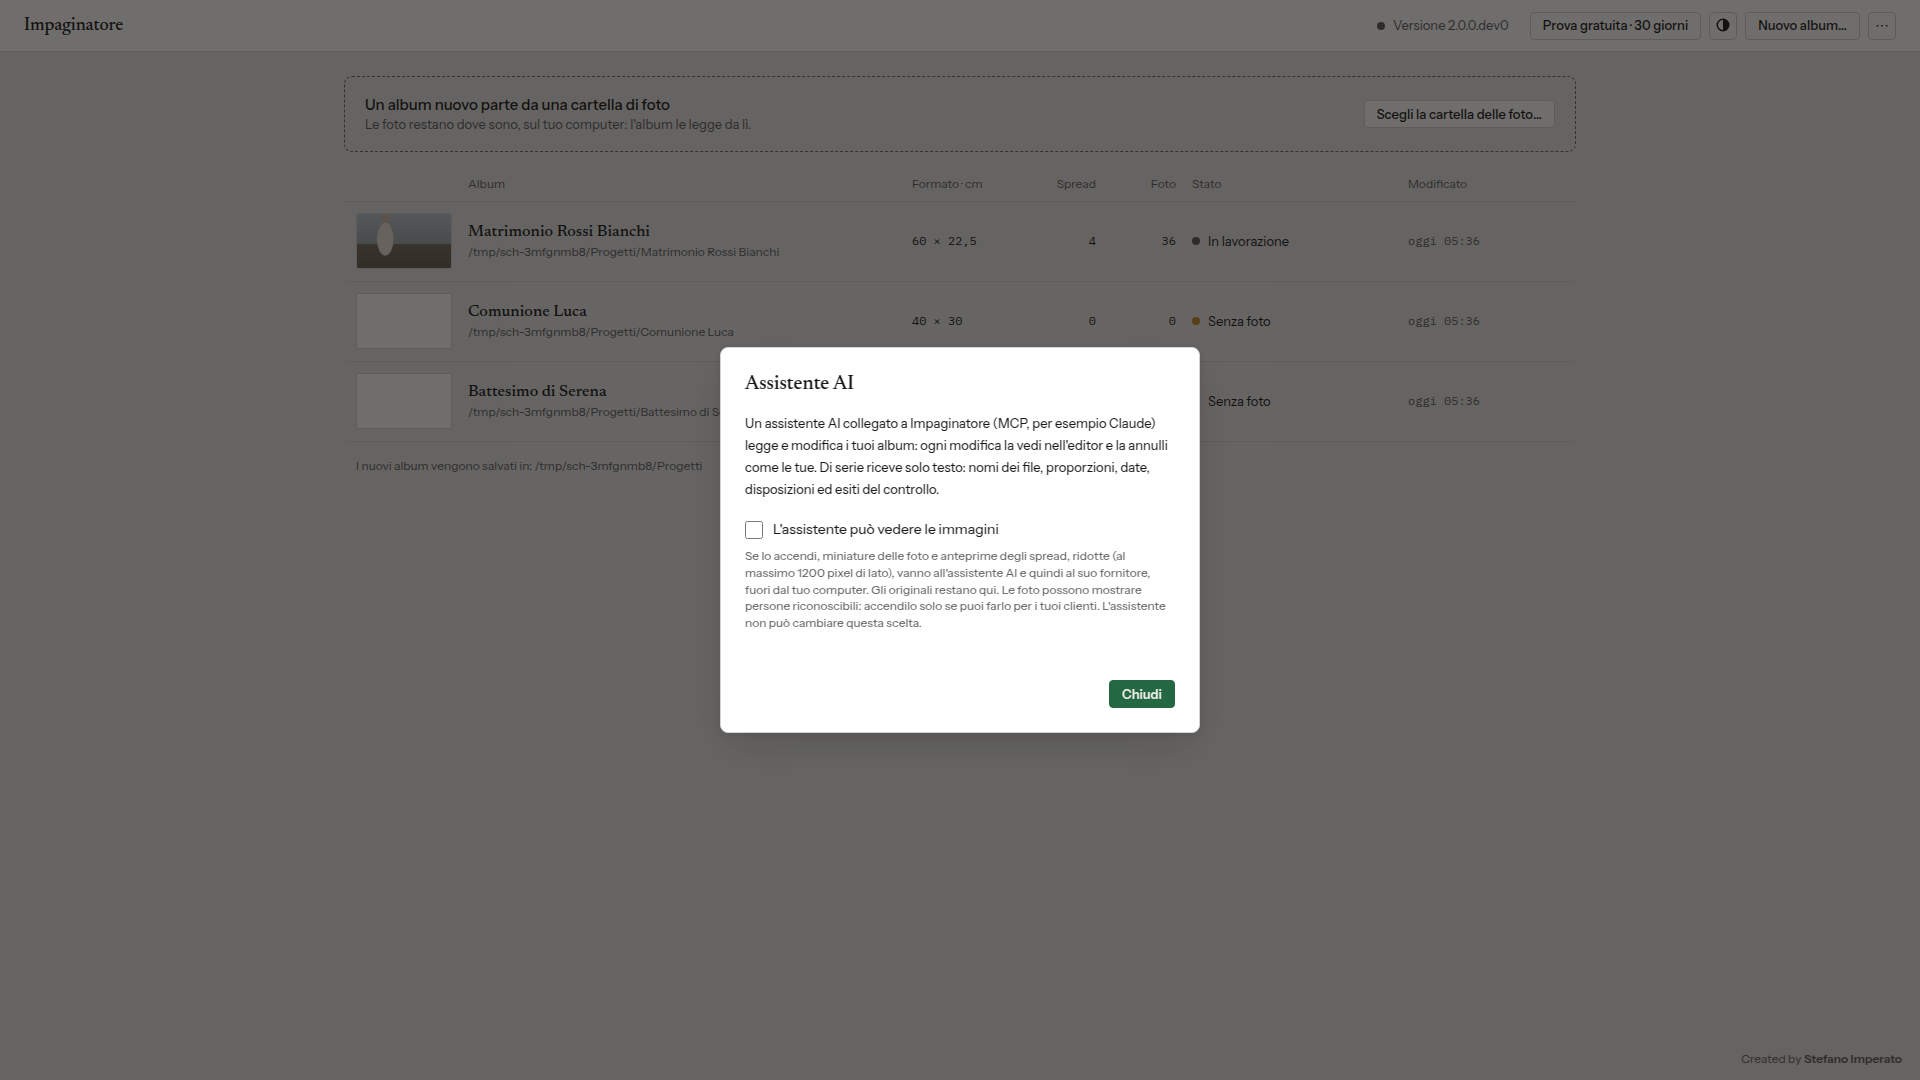 Impaginatore
Versione 2.0.0.dev0
Prova gratuita · 30 giorni
Nuovo album...
Un album nuovo parte da una cartella di foto
Le foto restano dove sono, sul tuo computer: l'album le legge da lì.
Scegli la cartella delle foto...
Album Formato · cm Spread Foto Stato Modificato
Matrimonio Rossi Bianchi
/tmp/sch-3mfgnmb8/Progetti/Matrimonio Rossi Bianchi
60 × 22,5 4 36 In lavorazione oggi 05:36
Comunione Luca
/tmp/sch-3mfgnmb8/Progetti/Comunione Luca
40 × 30 0 0 Senza foto oggi 05:36
Battesimo di Serena
/tmp/sch-3mfgnmb8/Progetti/Battesimo di S
Senza foto oggi 05:36
I nuovi album vengono salvati in: /tmp/sch-3mfgnmb8/Progetti
Assistente AI
Un assistente AI collegato a Impaginatore (MCP, per esempio Claude)
legge e modifica i tuoi album: ogni modifica la vedi nell'editor e la annulli
come le tue. Di serie riceve solo testo: nomi dei file, proporzioni, date,
disposizioni ed esiti del controllo.
L'assistente può vedere le immagini
Se lo accendi, miniature delle foto e anteprime degli spread, ridotte (al
massimo 1200 pixel di lato), vanno all'assistente AI e quindi al suo fornitore,
fuori dal tuo computer. Gli originali restano qui. Le foto possono mostrare
persone riconoscibili: accendilo solo se puoi farlo per i tuoi clienti. L'assistente
non può cambiare questa scelta.
Chiudi
Created by Stefano Imperato